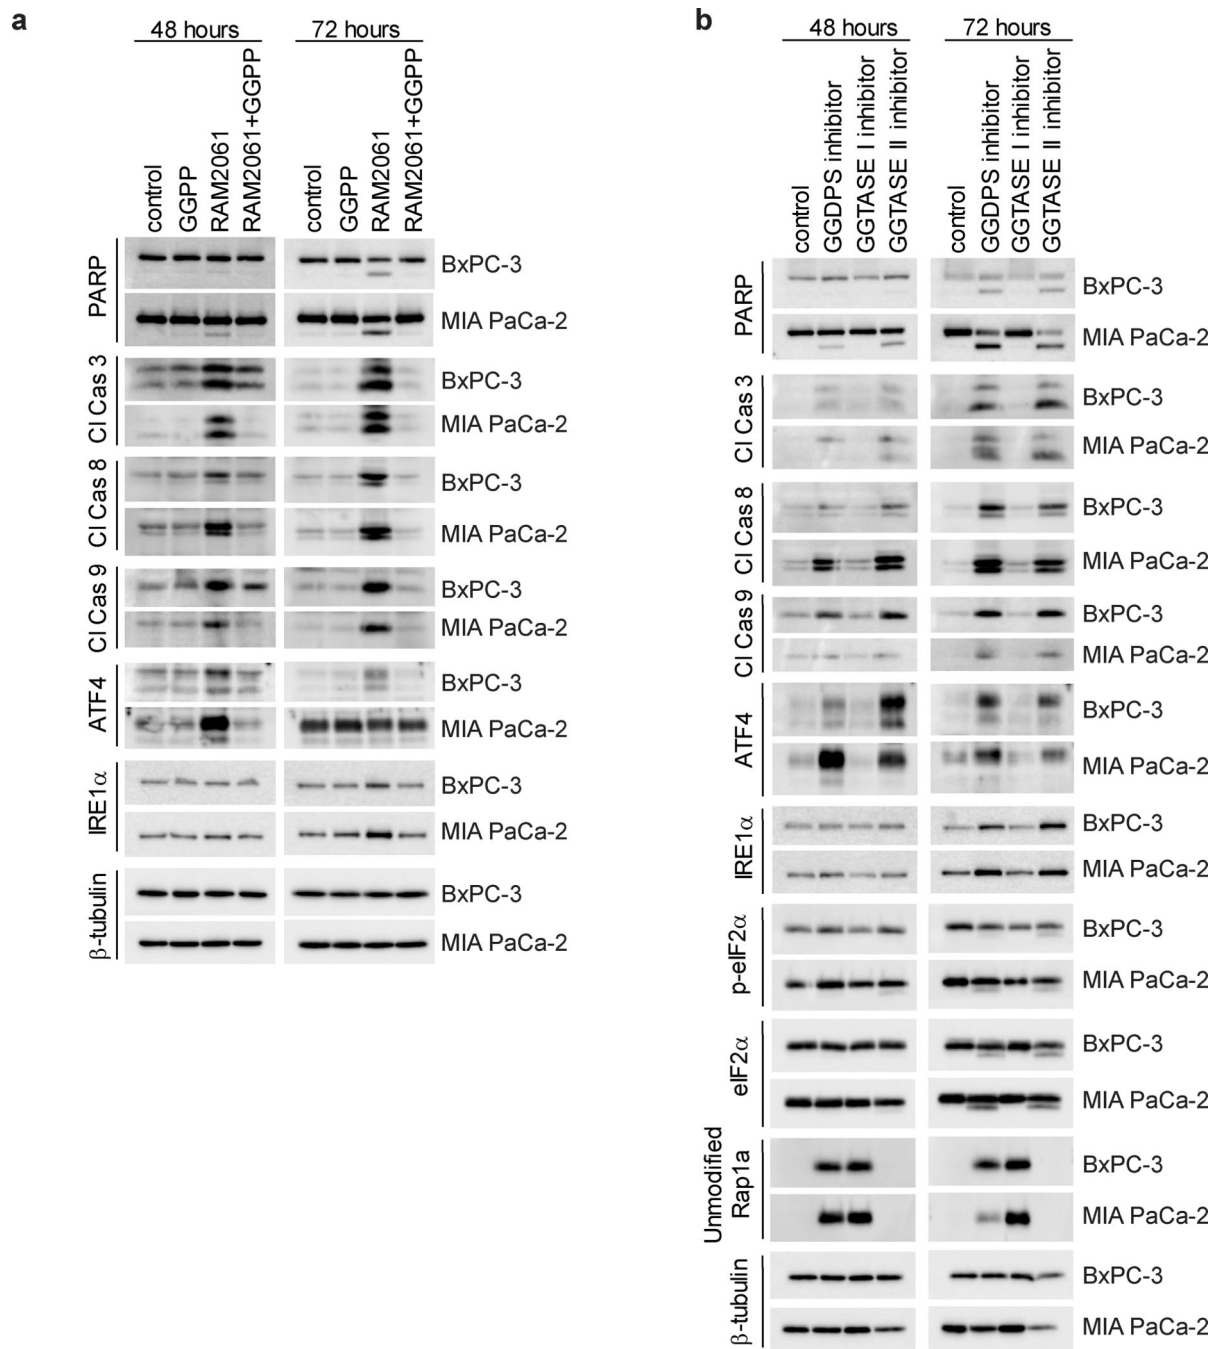 a
48 hours
72 hours
control
GGPP
RAM2061
RAM2061+GGPP
control
GGPP
RAM2061
RAM2061+GGPP
PARP
BxPC-3
MIA PaCa-2
Cl Cas 3
BxPC-3
MIA PaCa-2
Cl Cas 8
BxPC-3
MIA PaCa-2
Cl Cas 9
BxPC-3
MIA PaCa-2
ATF4
BxPC-3
MIA PaCa-2
IRE1α
BxPC-3
MIA PaCa-2
β-tubulin
BxPC-3
MIA PaCa-2
b
48 hours
72 hours
control
GGDPS inhibitor
GGTASE I inhibitor
GGTASE II inhibitor
control
GGDPS inhibitor
GGTASE I inhibitor
GGTASE II inhibitor
PARP
BxPC-3
MIA PaCa-2
Cl Cas 3
BxPC-3
MIA PaCa-2
Cl Cas 8
BxPC-3
MIA PaCa-2
Cl Cas 9
BxPC-3
MIA PaCa-2
ATF4
BxPC-3
MIA PaCa-2
IRE1α
BxPC-3
MIA PaCa-2
p-eIF2α
BxPC-3
MIA PaCa-2
eIF2α
BxPC-3
MIA PaCa-2
Unmodified
Rap1a
BxPC-3
MIA PaCa-2
β-tubulin
BxPC-3
MIA PaCa-2